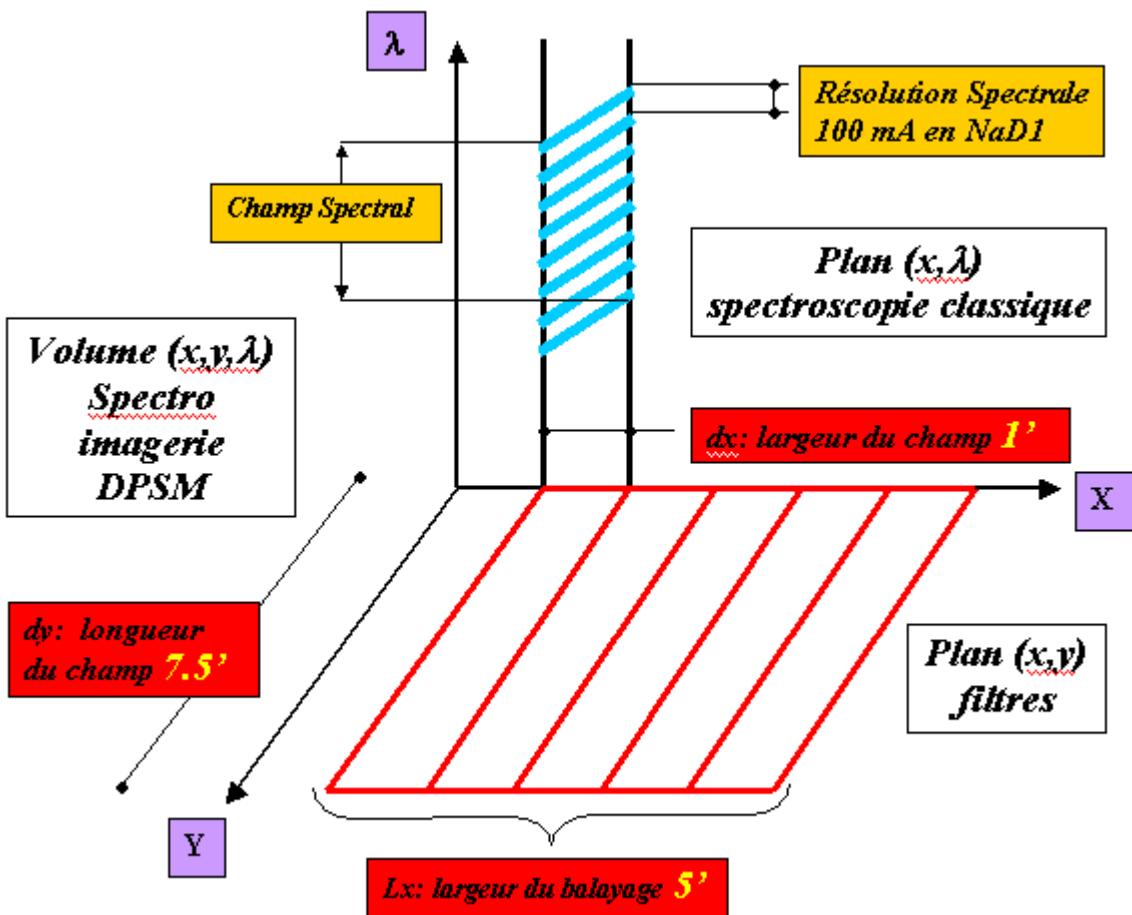 λ
Résolution Spectrale
100 mA en NaD1
Champ Spectral
Plan (x,λ)
spectroscopie classique
Volume (x,y,λ)
Spectro
imagerie
DPSM
dx: largeur du champ 1’
X
dy: longueur
du champ 7.5’
Plan (x,y)
filtres
Y
Lx: largeur du balayage 5’